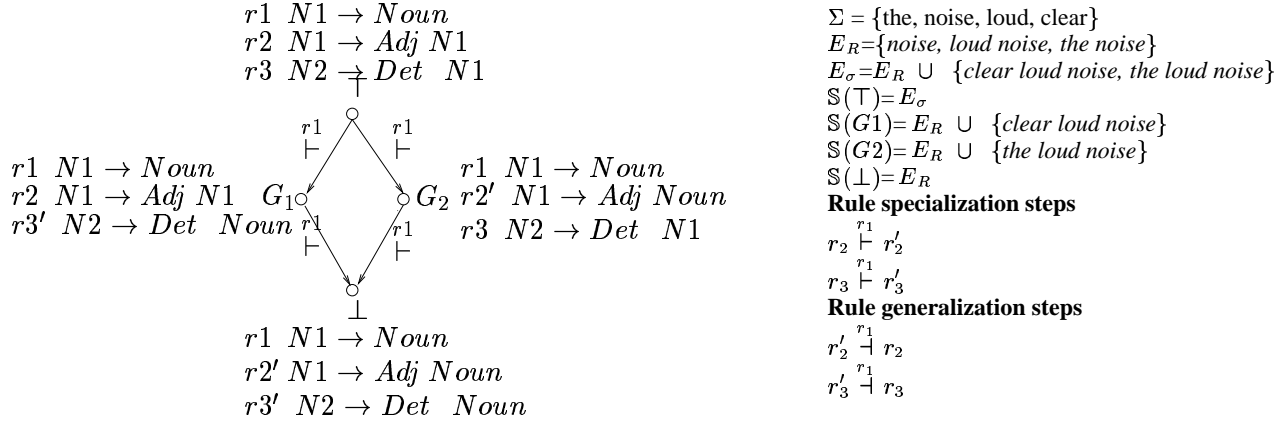 r1 N1 → Noun
r2 N1 → Adj N1
r3 N2 → Det N1
⊤
r1 r1
⊢ ⊢
r1 N1 → Noun
r2 N1 → Adj N1
r3′ N2 → Det Noun
G₁
G₂
r1 N1 → Noun
r2′ N1 → Adj Noun
r3 N2 → Det N1
r1 r1
⊢ ⊢
⊥
r1 N1 → Noun
r2′ N1 → Adj Noun
r3′ N2 → Det Noun
Σ = {the, noise, loud, clear}
E_R={noise, loud noise, the noise}
E_σ=E_R ∪ {clear loud noise, the loud noise}
𝕊(⊤)= E_σ
𝕊(G1)= E_R ∪ {clear loud noise}
𝕊(G2)= E_R ∪ {the loud noise}
𝕊(⊥)= E_R
Rule specialization steps
r₂ ⊢^{r₁} r′₂
r₃ ⊢^{r₁} r′₃
Rule generalization steps
r′₂ ⊣^{r₁} r₂
r′₃ ⊣^{r₁} r₃